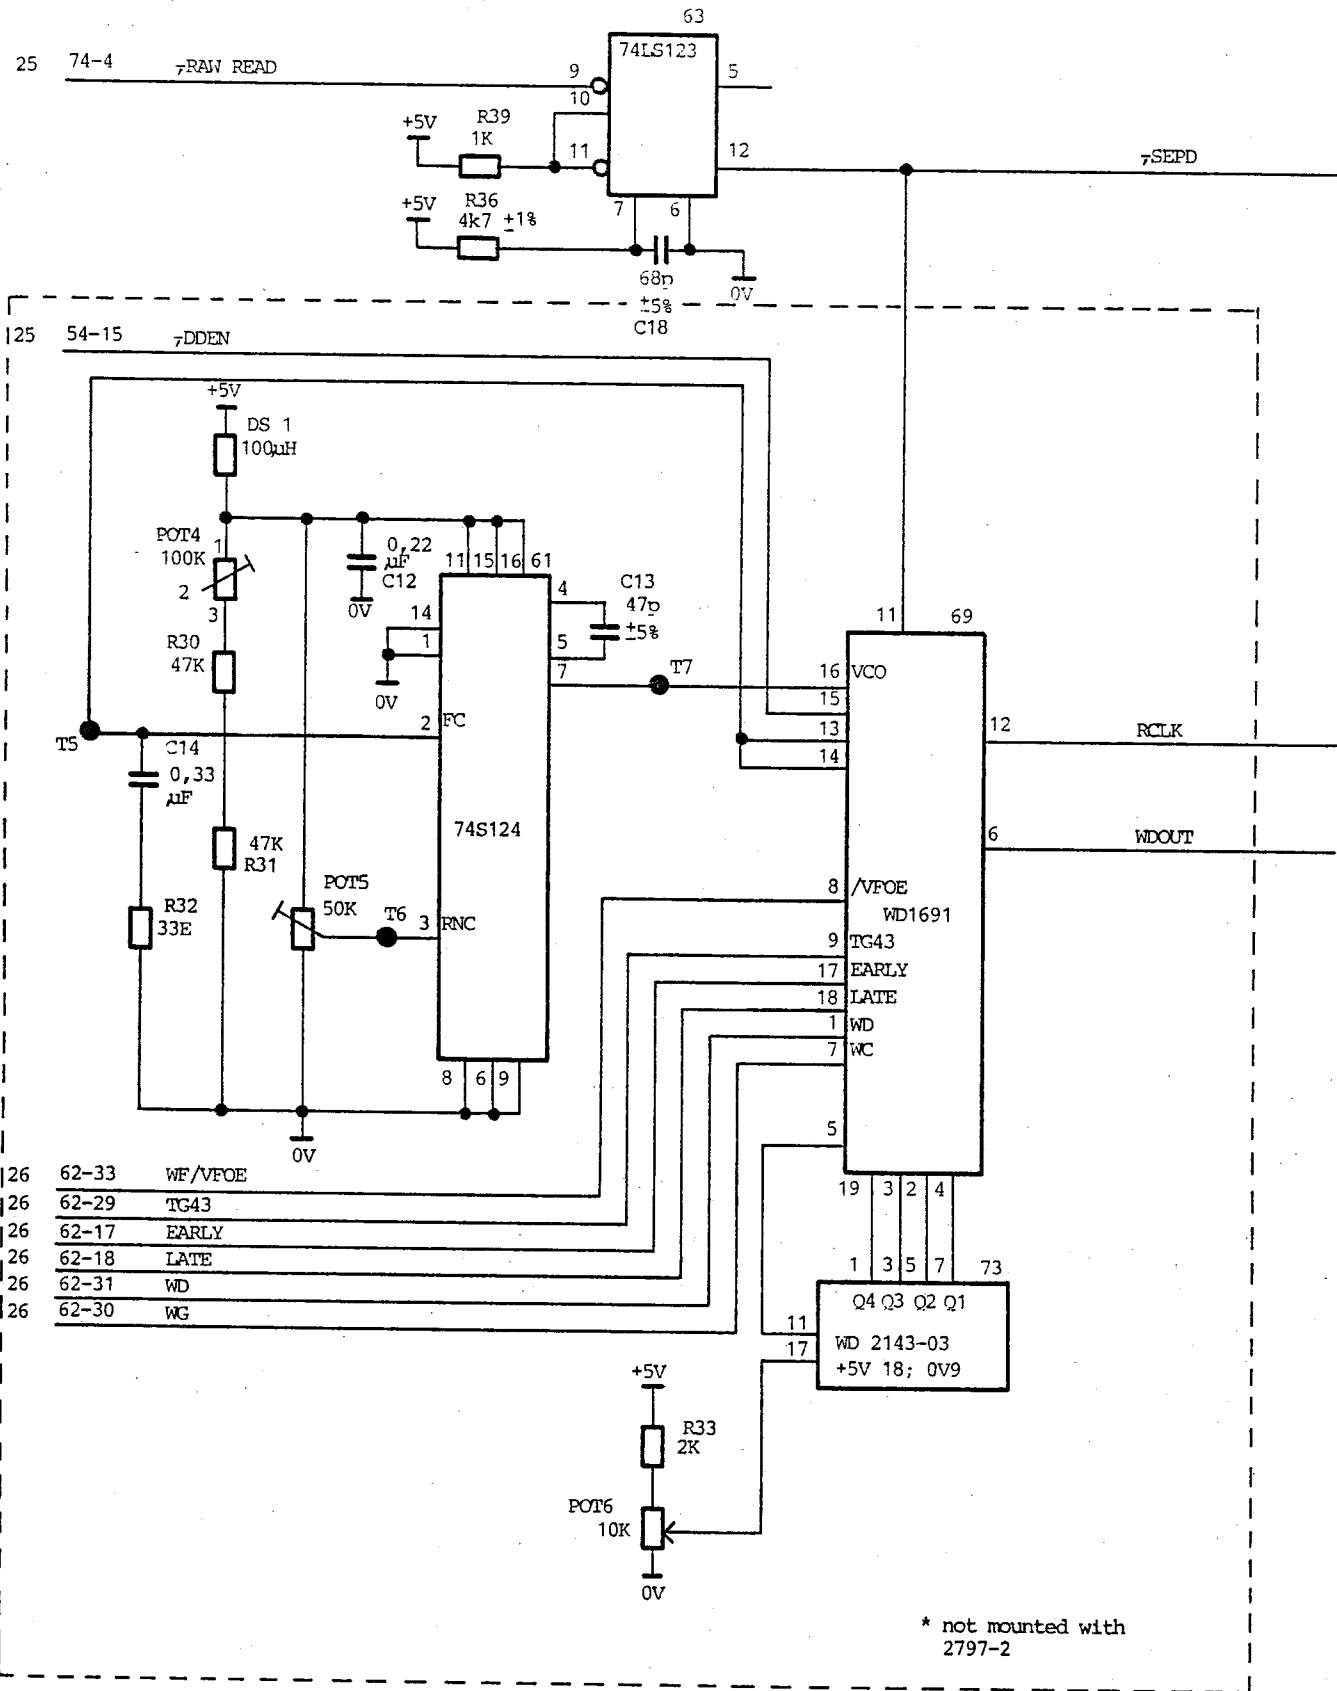 63
74LS123
25 74-4 ⁊RAW READ
9
10
11
5
12
+5V
R39
1K
⁊SEPD
+5V
R36
4k7 ±1%
7
6
68p
±5%
C18
0V
25 54-15 ⁊DDEN
+5V
DS 1
100µH
POT4
100K
1
2
3
0,22
µF
C12
0V
11 15 16 61
4
C13
47p
±5%
5
7
T7
14
1
0V
R30
47K
T5
2 FC
C14
0,33
µF
74S124
47K
R31
POT5
50K
T6
3 RNC
R32
33E
8 6 9
0V
11
69
16 VCO
15
13
14
12
RCLK
6
WDOUT
8 /VFOE
WD1691
9 TG43
17 EARLY
18 LATE
1 WD
7 WC
5
19 3 2 4
26 62-33 WF/VFOE
26 62-29 TG43
26 62-17 EARLY
26 62-18 LATE
26 62-31 WD
26 62-30 WG
1 3 5 7 73
Q4 Q3 Q2 Q1
11
17
WD 2143-03
+5V 18; 0V9
+5V
R33
2K
POT6
10K
0V
* not mounted with
2797-2